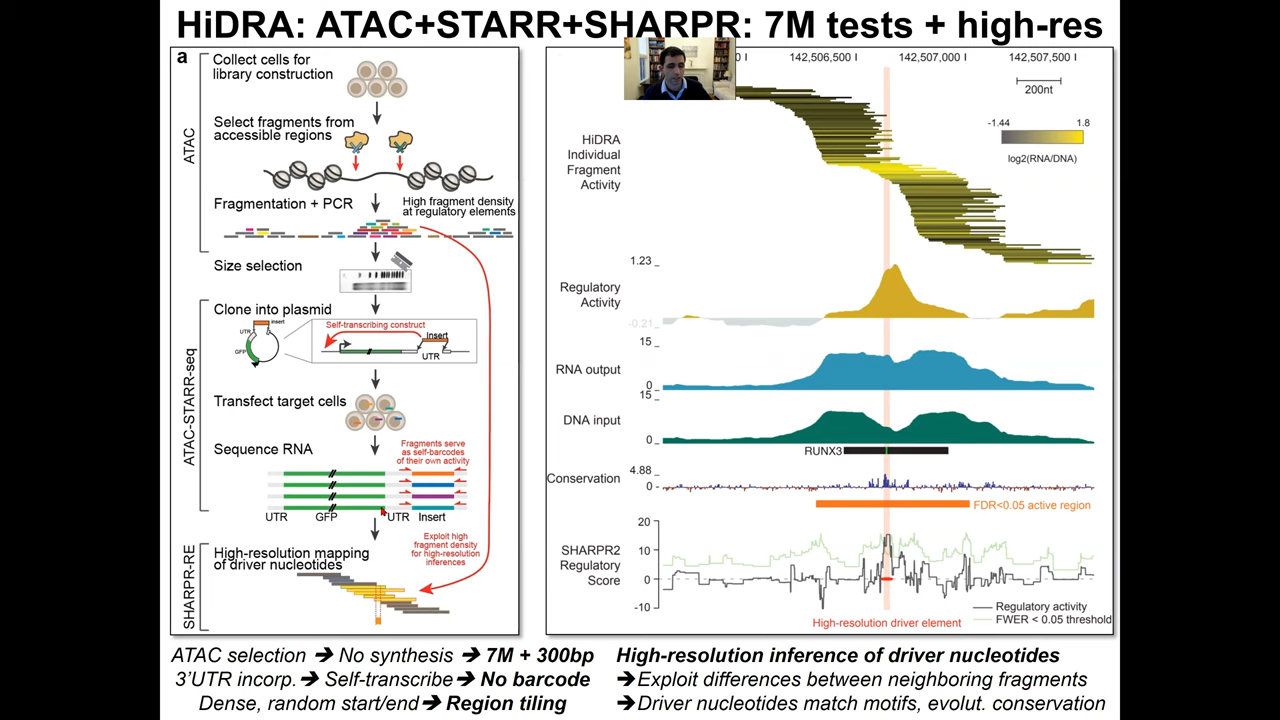 HiDRA: ATAC+STARR+SHARPR: 7M tests + high-res
a
ATAC
Collect cells for
library construction
Select fragments from
accessible regions
Fragmentation + PCR
High fragment density
at regulatory elements
Size selection
ATAC-STARR-seq
Clone into plasmid
UTR
insert
GFP
Self-transcribing construct
Insert
UTR
Transfect target cells
Sequence RNA
Fragments serve
as self-barcodes
of their own activity
UTR GFP UTR Insert
SHARPR-RE
High-resolution mapping
of driver nucleotides
Exploit high
fragment density
for high-resolution
inferences
142,506,500 142,507,000 142,507,500
200nt
HiDRA
Individual
Fragment
Activity
-1.44 1.8
log2(RNA/DNA)
1.23
Regulatory
Activity
-0.21
15
RNA output
0
15
DNA input
0
RUNX3
4.88
Conservation
0
FDR<0.05 active region
20
10
0
-10
SHARPR2
Regulatory
Score
Regulatory activity
FWER < 0.05 threshold
High-resolution driver element
ATAC selection ➔ No synthesis ➔ 7M + 300bp
3'UTR incorp.➔ Self-transcribe➔ No barcode
Dense, random start/end➔ Region tiling
High-resolution inference of driver nucleotides
➔Exploit differences between neighboring fragments
➔Driver nucleotides match motifs, evolut. conservation